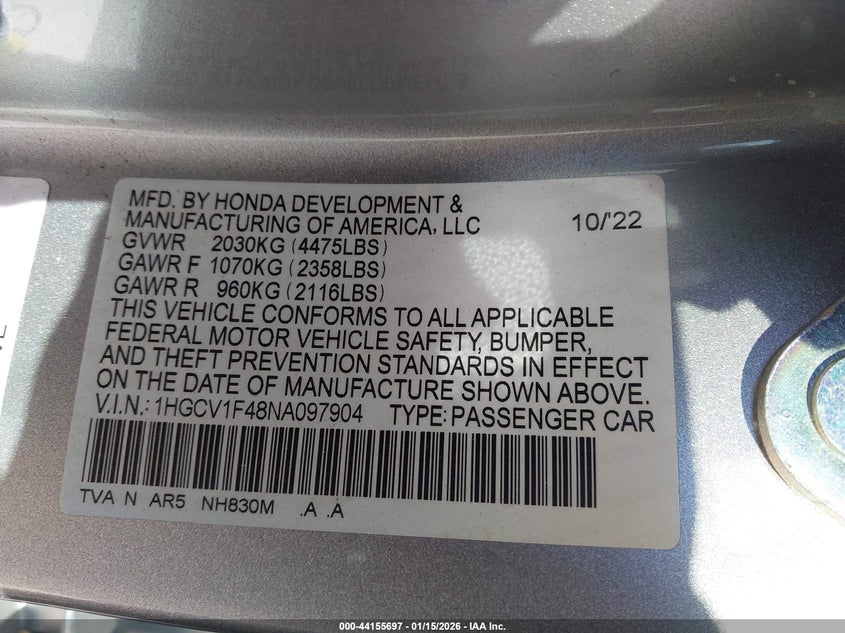 MFD. BY HONDA DEVELOPMENT &
MANUFACTURING OF AMERICA, LLC 10/'22
GVWR 2030KG (4475LBS)
GAWR F 1070KG (2358LBS)
GAWR R 960KG (2116LBS)
THIS VEHICLE CONFORMS TO ALL APPLICABLE
FEDERAL MOTOR VEHICLE SAFETY, BUMPER,
AND THEFT PREVENTION STANDARDS IN EFFECT
ON THE DATE OF MANUFACTURE SHOWN ABOVE.
V.I.N.: 1HGCV1F48NA097904 TYPE: PASSENGER CAR
TVA N AR5 NH830M .A .A
000-44155697 - 01/15/2026 - IAA Inc.